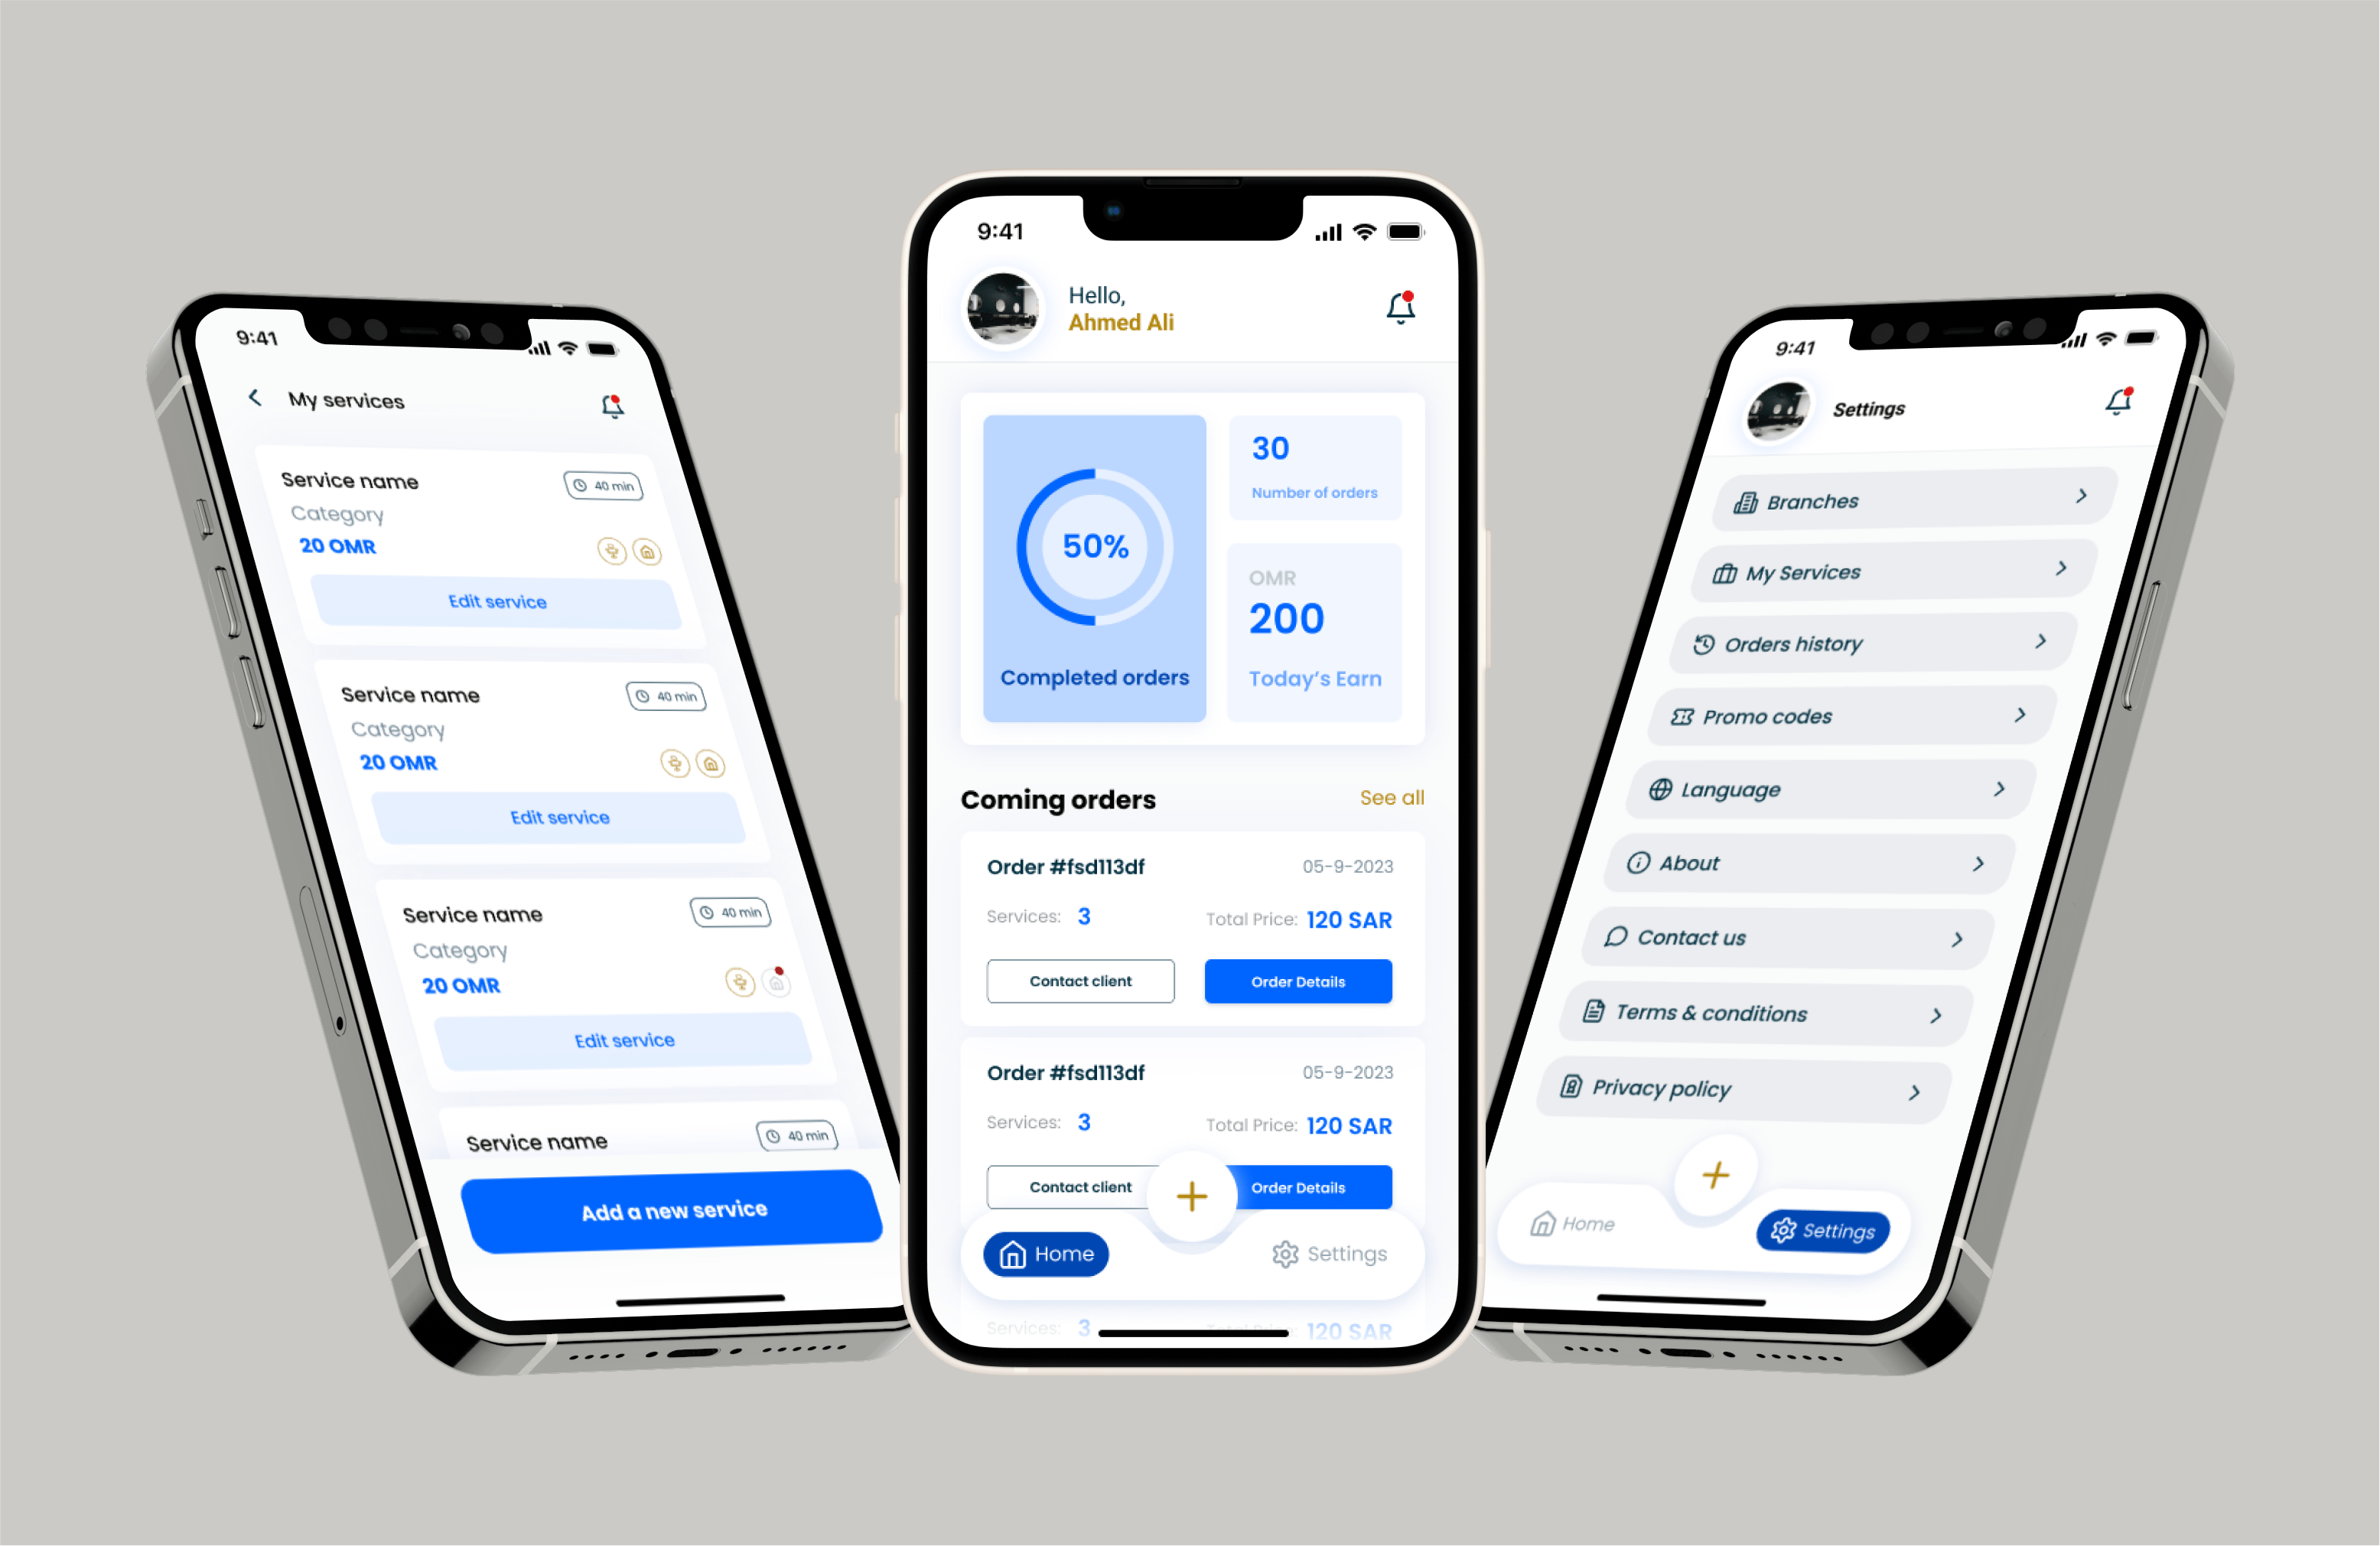 9:41
My services
Service name
40 min
Category
20 OMR
Edit service
Service name
40 min
Category
20 OMR
Edit service
Service name
40 min
Category
20 OMR
Edit service
Service name
40 min
Add a new service
9:41
Hello,
Ahmed Ali
50%
Completed orders
30
Number of orders
OMR
200
Today's Earn
Coming orders
See all
Order #fsd113df
05-9-2023
Services: 3
Total Price: 120 SAR
Contact client
Order Details
Order #fsd113df
05-9-2023
Services: 3
Total Price: 120 SAR
Contact client
Order Details
Home
Settings
Services: 3
Total Price: 120 SAR
9:41
Settings
Branches
My Services
Orders history
Promo codes
Language
About
Contact us
Terms & conditions
Privacy policy
Home
Settings